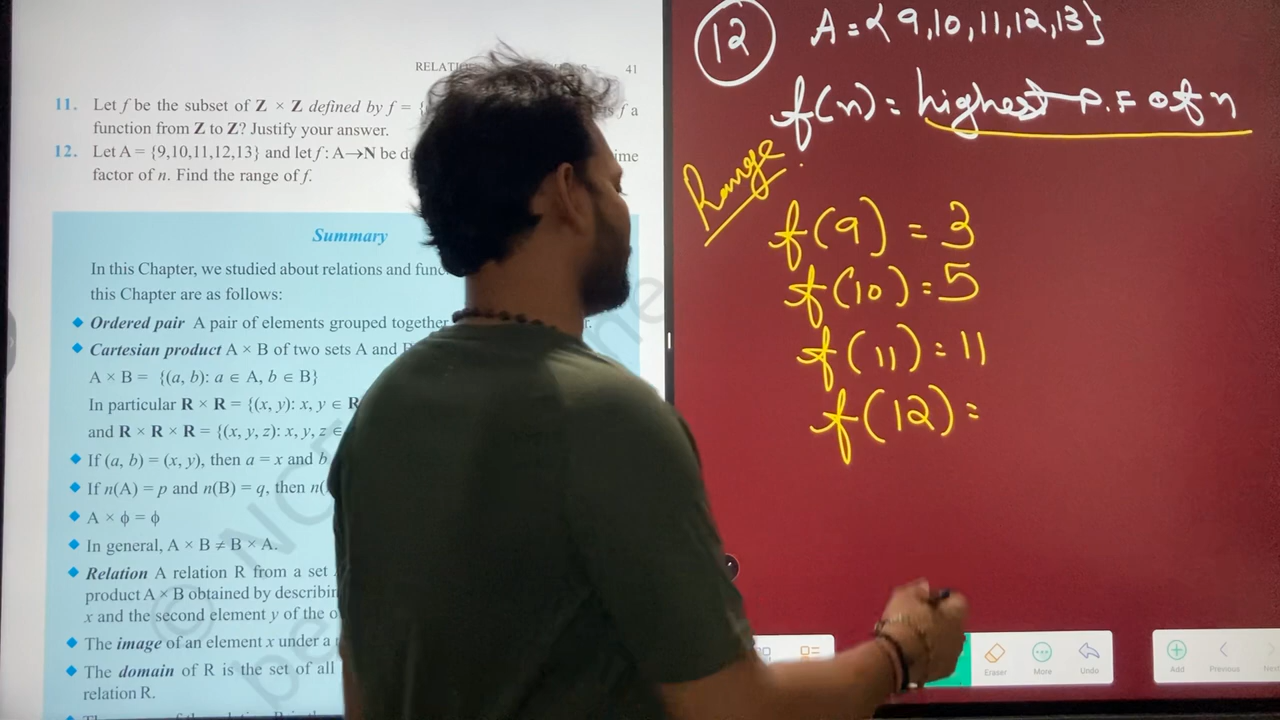 RELATIO S 41
11. Let f be the subset of Z × Z defined by f = { s f a
function from Z to Z? Justify your answer.
12. Let A = {9,10,11,12,13} and let f : A→N be de ime
factor of n. Find the range of f.
Summary
In this Chapter, we studied about relations and func
this Chapter are as follows:
◆ Ordered pair A pair of elements grouped together r.
◆ Cartesian product A × B of two sets A and B
A × B = {(a, b): a ∈ A, b ∈ B}
In particular R × R = {(x, y): x, y ∈ R
and R × R × R = {(x, y, z): x, y, z ∈
◆ If (a, b) = (x, y), then a = x and b
◆ If n(A) = p and n(B) = q, then n(
◆ A × ϕ = ϕ
◆ In general, A × B ≠ B × A.
◆ Relation A relation R from a set
product A × B obtained by describin
x and the second element y of the o
◆ The image of an element x under a
◆ The domain of R is the set of all
relation R.
12 A = {9,10,11,12,13}
f(n) = highest P.F of n
Range
f(9) = 3
f(10) = 5
f(11) = 11
f(12) =
Eraser More Undo Add Previous Next